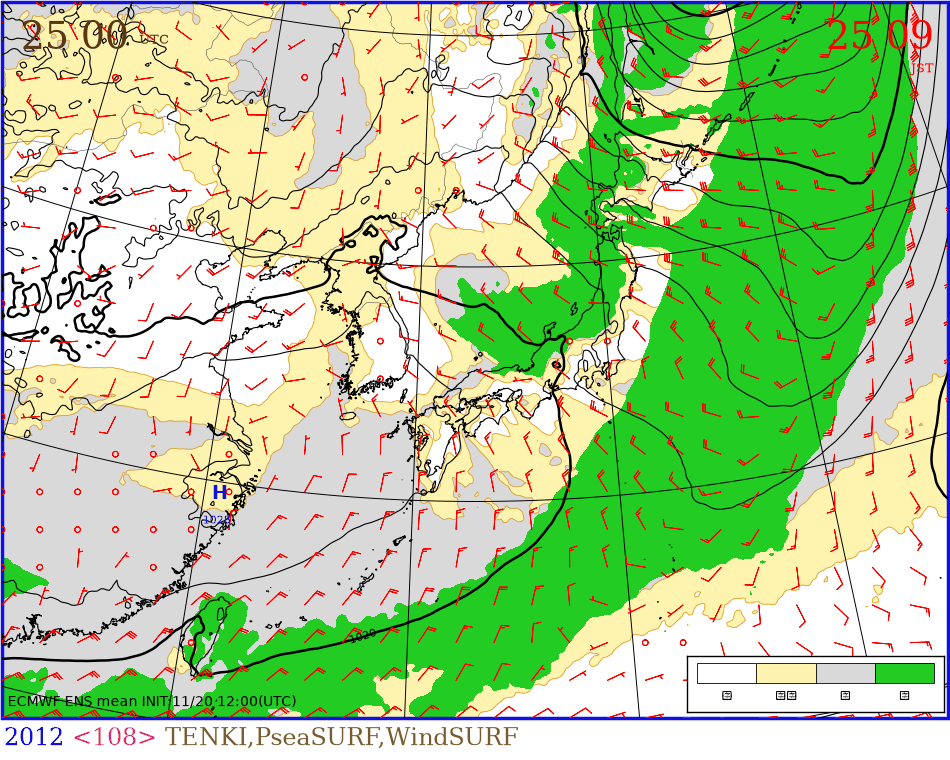 25 00 UTC
25 09
JST
H
1028
1020
ECMWF ENS mean INIT:11/20 12:00(UTC)
2012 <108> TENKI,PseaSURF,WindSURF